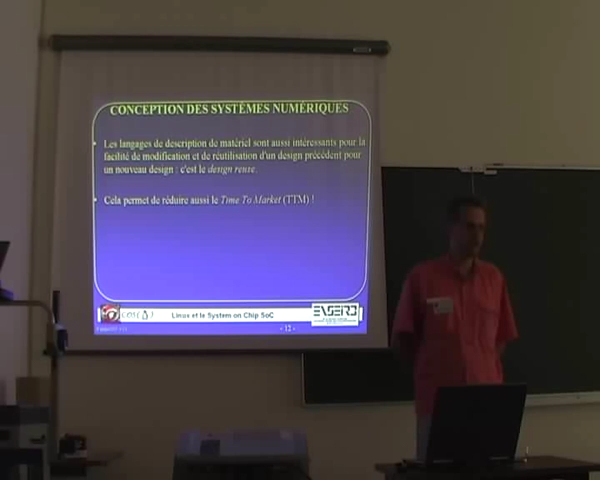 CONCEPTION DES SYSTÈMES NUMÉRIQUES
Les langages de description de matériel sont aussi intéressants pour la
facilité de modification et de réutilisation d'un design précédent pour
un nouveau design : c'est le design reuse.
Cela permet de réduire aussi le Time To Market (TTM) !
Linux et le System on Chip SoC
ENSEIRB
- 12 -